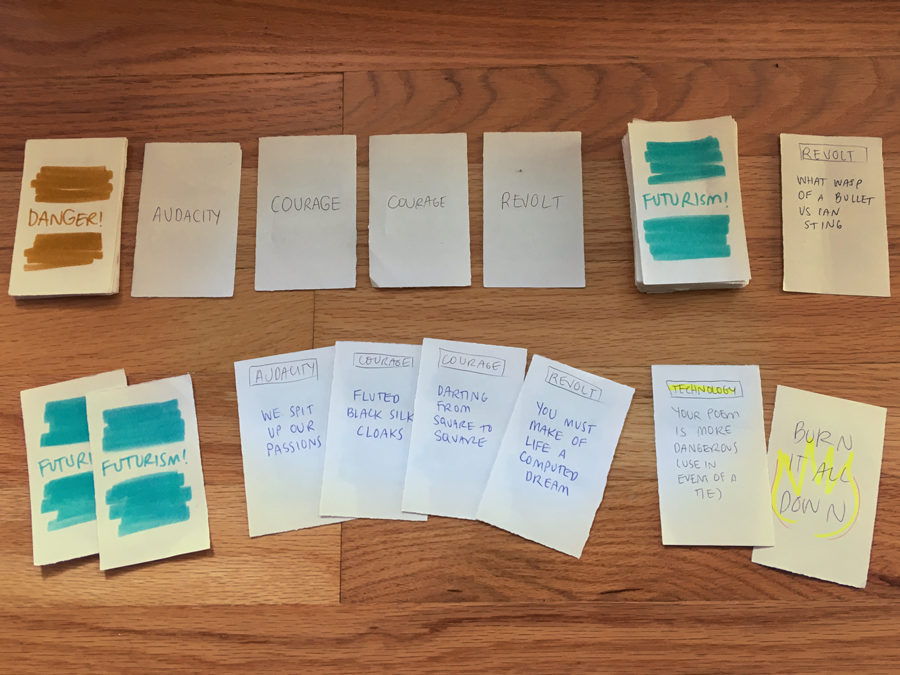 DANGER!
AUDACITY
COURAGE
COURAGE
REVOLT
FUTURISM!
REVOLT
WHAT WASP
OF A BULLET
US IAN
STING
FUTURI
FUTURISM!
AUDACITY
WE SPIT
UP OUR
PASSIONS
COURAGE
FLUTED
BLACK SILK
CLOAKS
COURAGE
DARTING
FROM
SQUARE TO
SQUARE
REVOLT
YOU MUST
MAKE OF
LIFE A
COMPUTED
DREAM
TECHNOLOGY
YOUR POEM
IS MORE
DANGEROUS
(USE IN
EVENT OF A
TIE)
BURN
IT ALL
DOWN